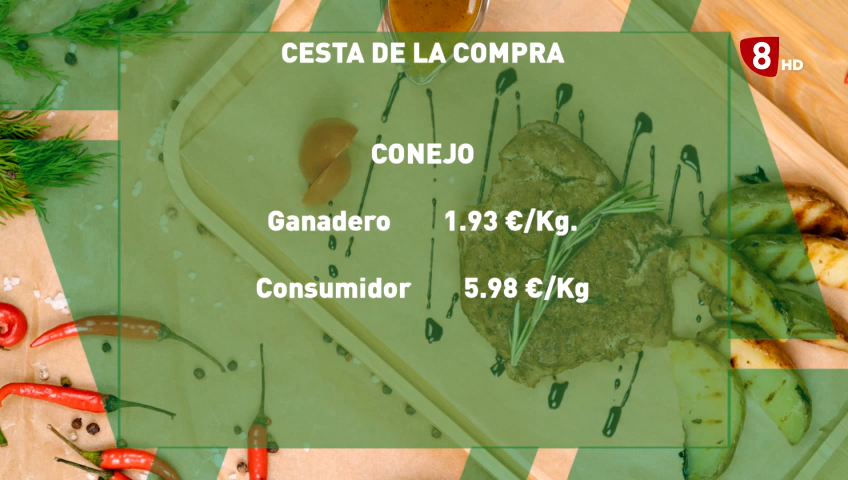 CESTA DE LA COMPRA
8 HD
CONEJO
Ganadero 1.93 €/Kg.
Consumidor 5.98 €/Kg